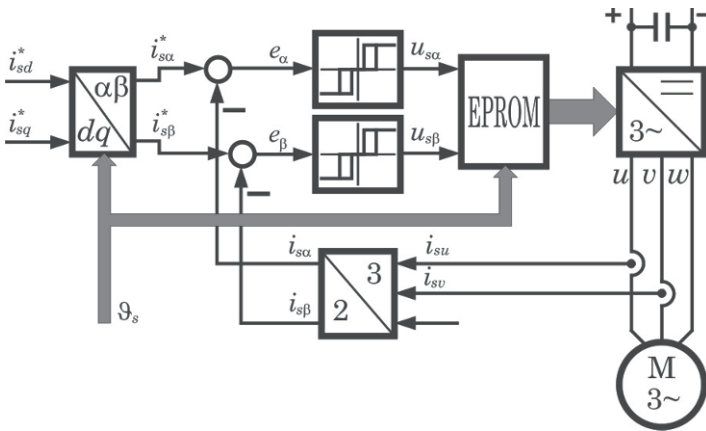 + −
i*sd i*sα eα usα
αβ
dq
i*sq i*sβ eβ usβ
EPROM
3~
u v w
− −
isα 3 isu
isβ 2 isv
ϑs
M
3~